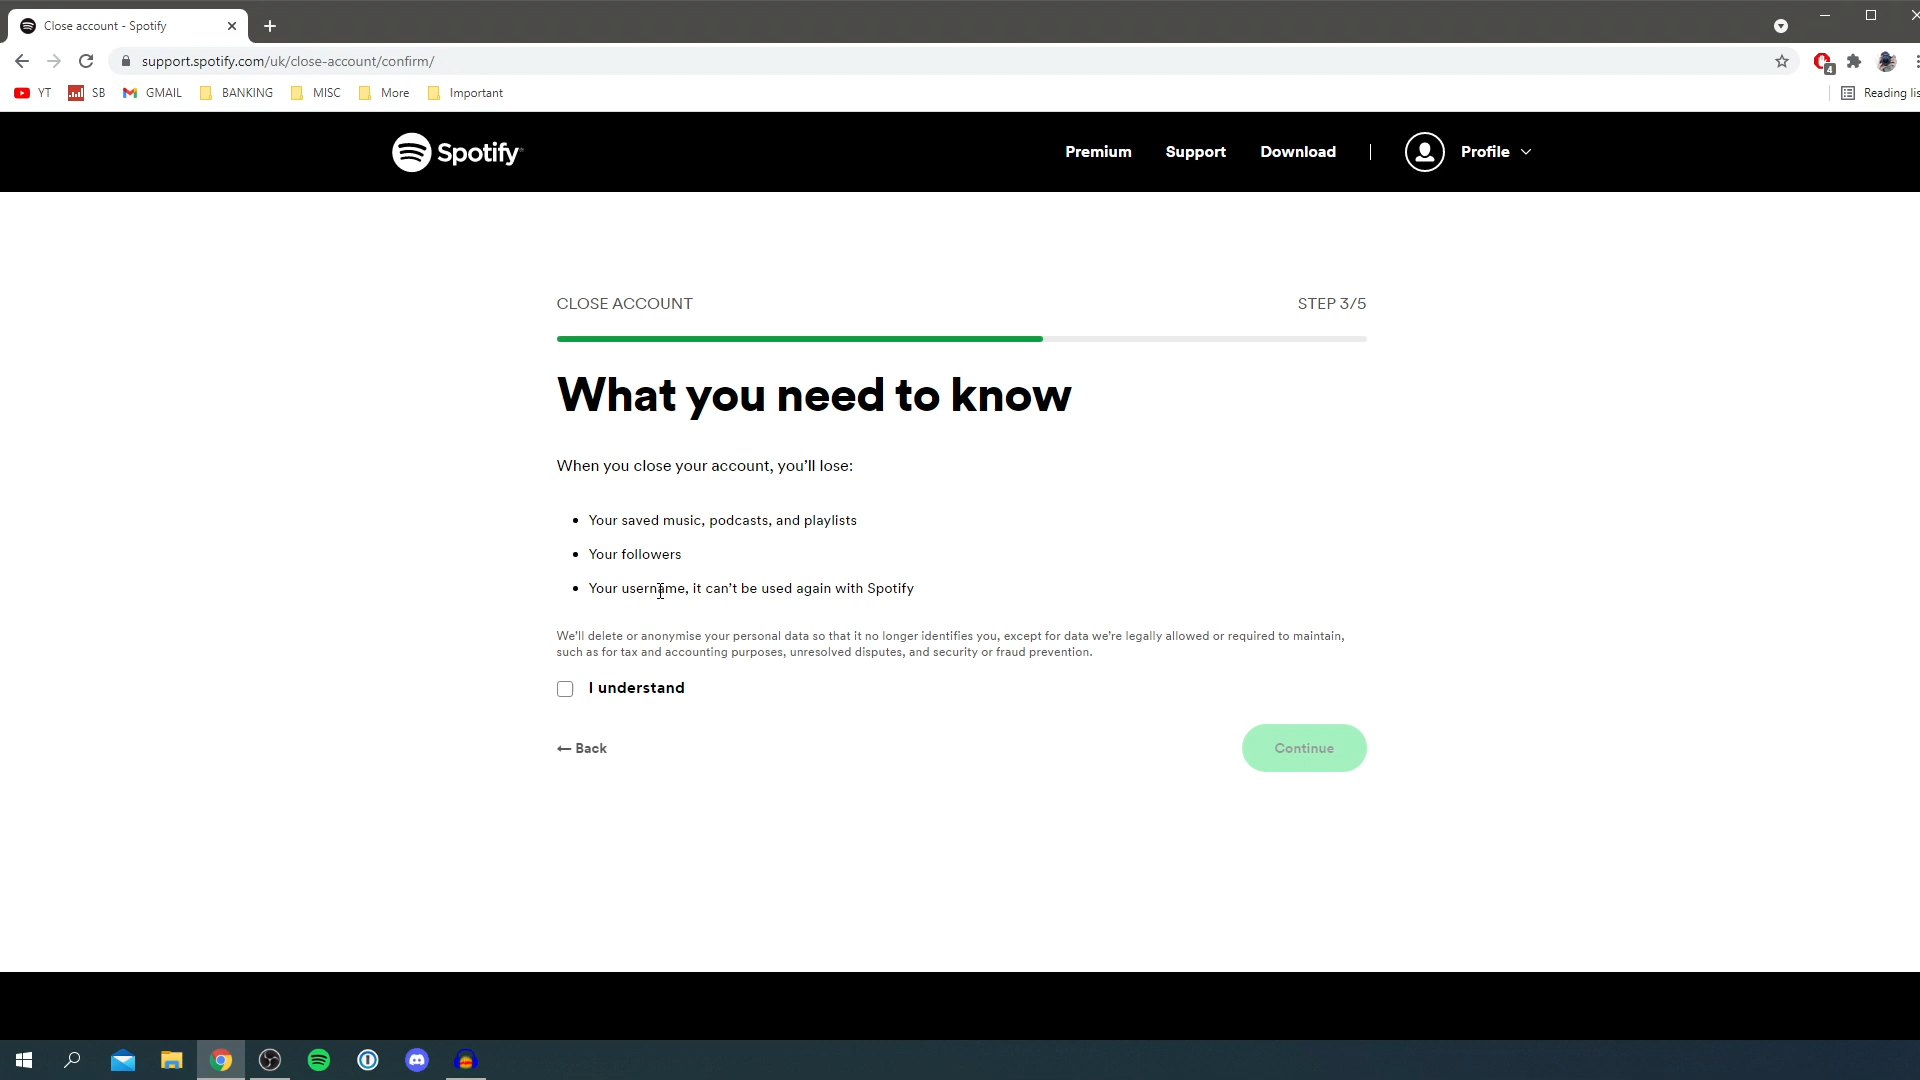 Close account - Spotify
support.spotify.com/uk/close-account/confirm/
4
YT SB GMAIL BANKING MISC More Important Reading lis
Spotify Premium Support Download | Profile
CLOSE ACCOUNT STEP 3/5
What you need to know
When you close your account, you’ll lose:
• Your saved music, podcasts, and playlists
• Your followers
• Your username, it can’t be used again with Spotify
We’ll delete or anonymise your personal data so that it no longer identifies you, except for data we’re legally allowed or required to maintain,
such as for tax and accounting purposes, unresolved disputes, and security or fraud prevention.
I understand
← Back Continue